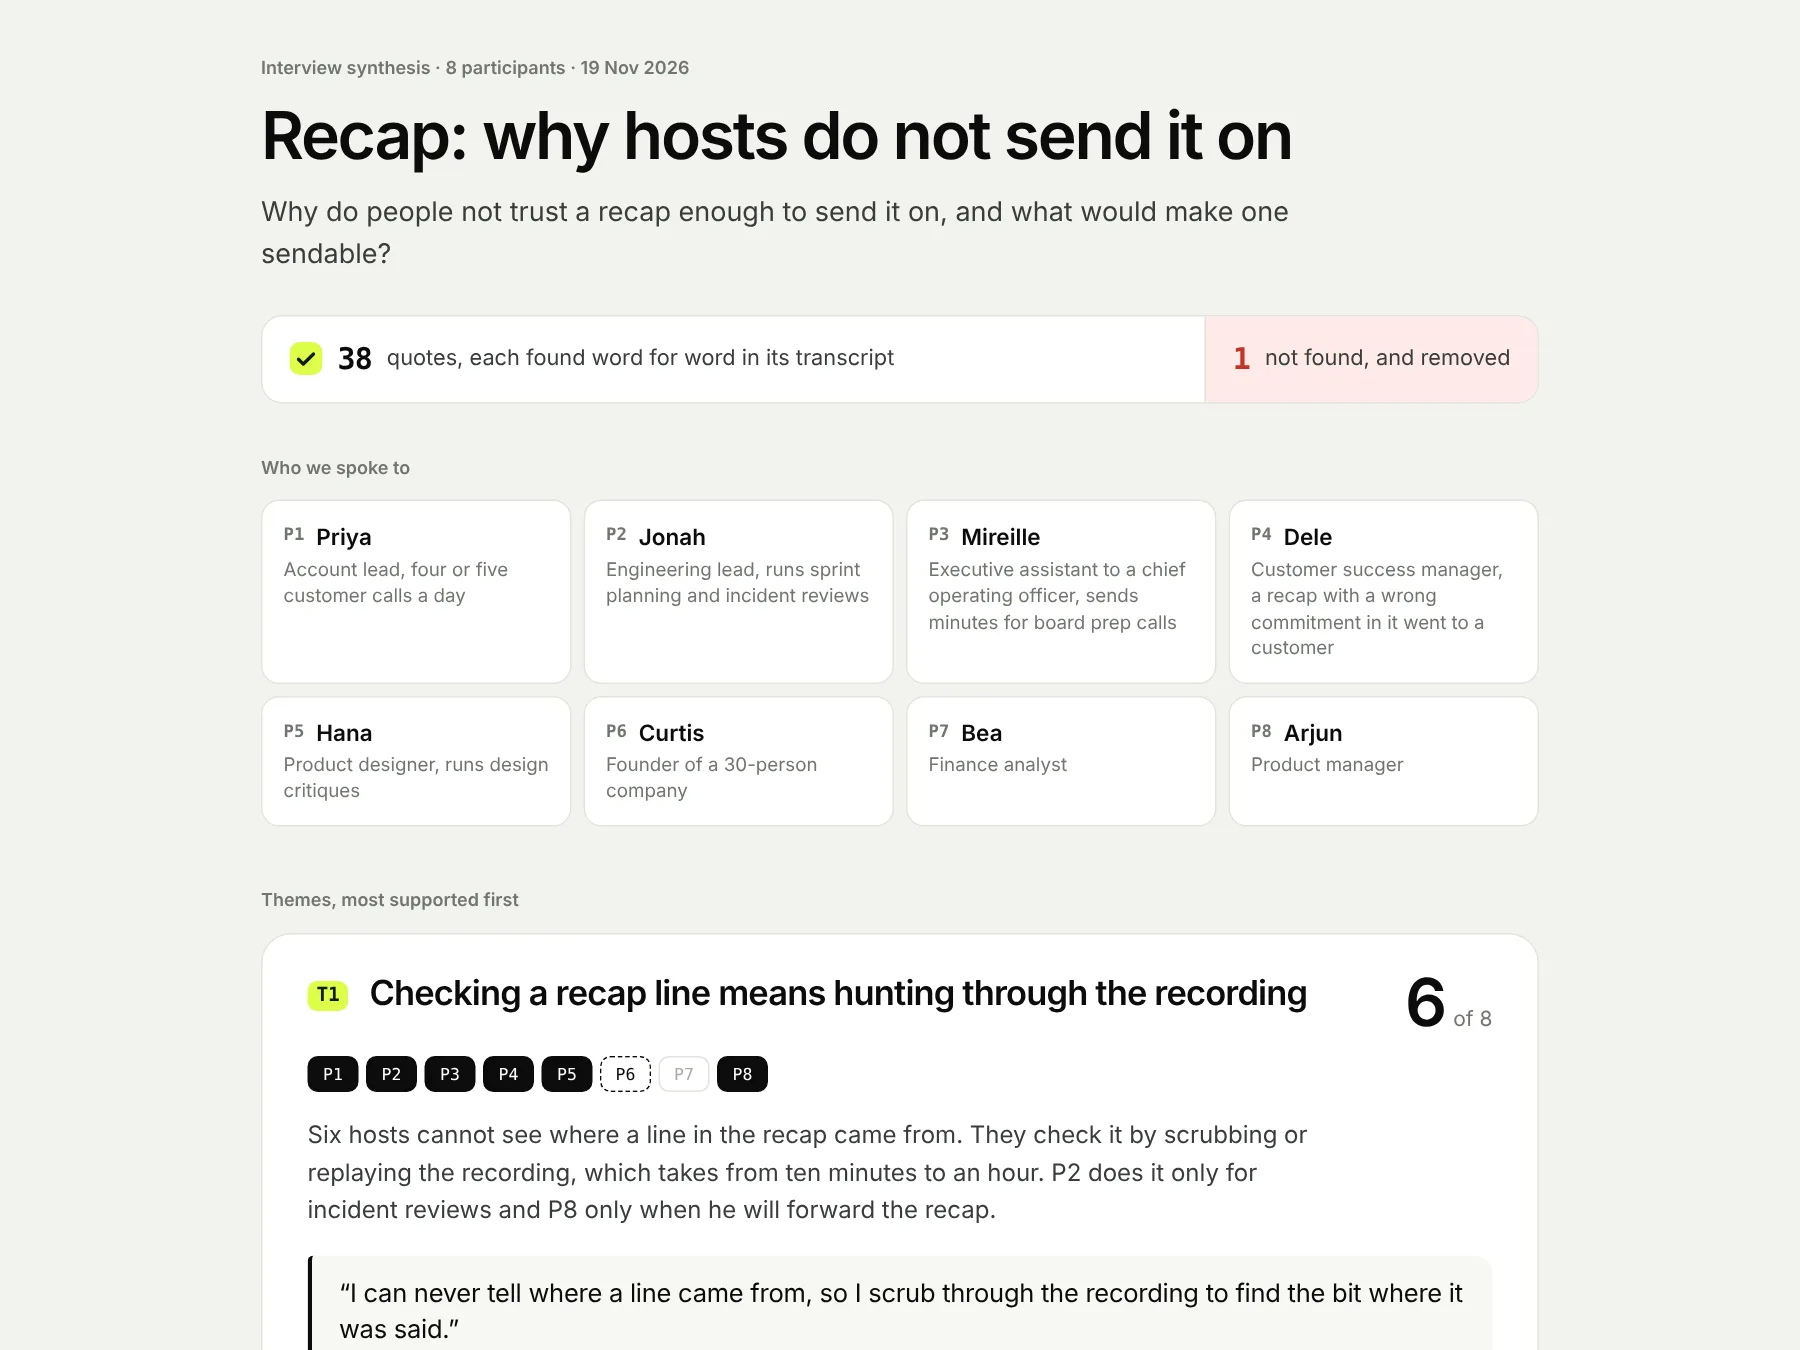 Interview synthesis · 8 participants · 19 Nov 2026
Recap: why hosts do not send it on
Why do people not trust a recap enough to send it on, and what would make one
sendable?
38 quotes, each found word for word in its transcript
1 not found, and removed
Who we spoke to
P1 Priya
Account lead, four or five
customer calls a day
P2 Jonah
Engineering lead, runs sprint
planning and incident reviews
P3 Mireille
Executive assistant to a chief
operating officer, sends
minutes for board prep calls
P4 Dele
Customer success manager,
a recap with a wrong
commitment in it went to a
customer
P5 Hana
Product designer, runs design
critiques
P6 Curtis
Founder of a 30-person
company
P7 Bea
Finance analyst
P8 Arjun
Product manager
Themes, most supported first
T1 Checking a recap line means hunting through the recording
6 of 8
P1 P2 P3 P4 P5 P6 P7 P8
Six hosts cannot see where a line in the recap came from. They check it by scrubbing or
replaying the recording, which takes from ten minutes to an hour. P2 does it only for
incident reviews and P8 only when he will forward the recap.
“I can never tell where a line came from, so I scrub through the recording to find the bit where it
was said.”